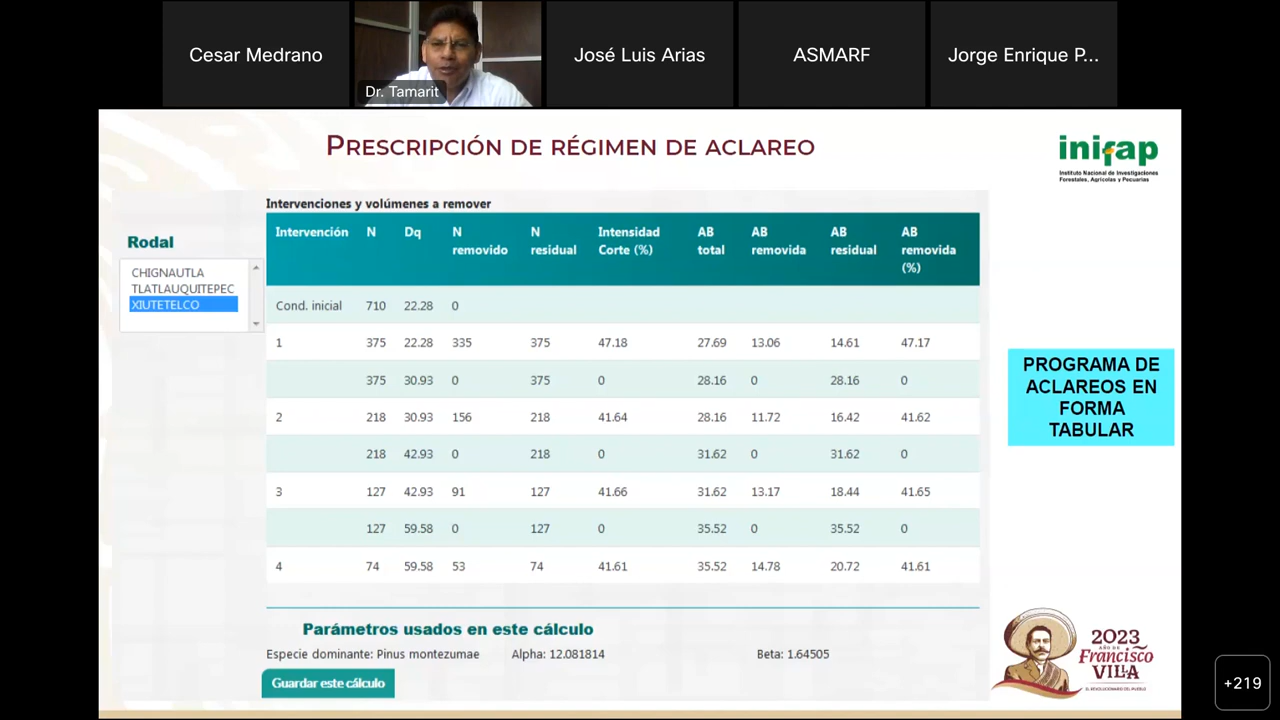 Cesar Medrano
Dr. Tamarit
José Luis Arias
ASMARF
Jorge Enrique P...
PRESCRIPCIÓN DE RÉGIMEN DE ACLAREO
inifap
Instituto Nacional de Investigaciones
Forestales, Agrícolas y Pecuarias
Rodal
CHIGNAUTLA
TLATLAUQUITEPEC
XIUTETELCO
Intervenciones y volúmenes a remover
Intervención N Dq N removido N residual Intensidad Corte (%) AB total AB removida AB residual AB removida (%)
Cond. inicial 710 22.28 0
1 375 22.28 335 375 47.18 27.69 13.06 14.61 47.17
375 30.93 0 375 0 28.16 0 28.16 0
2 218 30.93 156 218 41.64 28.16 11.72 16.42 41.62
218 42.93 0 218 0 31.62 0 31.62 0
3 127 42.93 91 127 41.66 31.62 13.17 18.44 41.65
127 59.58 0 127 0 35.52 0 35.52 0
4 74 59.58 53 74 41.61 35.52 14.78 20.72 41.61
PROGRAMA DE
ACLAREOS EN
FORMA
TABULAR
Parámetros usados en este cálculo
Especie dominante: Pinus montezumae Alpha: 12.081814 Beta: 1.64505
Guardar este cálculo
2023
AÑO DE
Francisco
VILLA
EL REVOLUCIONARIO DEL PUEBLO
+219